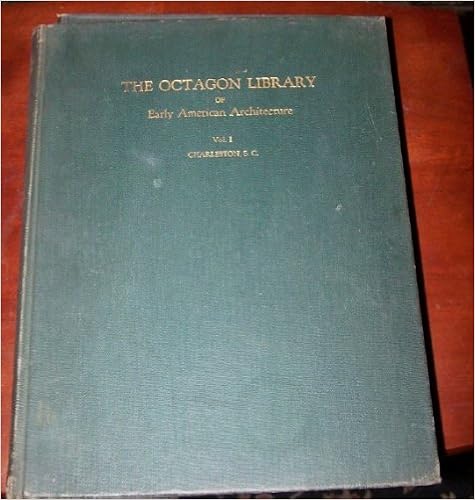 THE OCTAGON LIBRARY
OF
Early American Architecture
Vol. I
CHARLESTON, S. C.